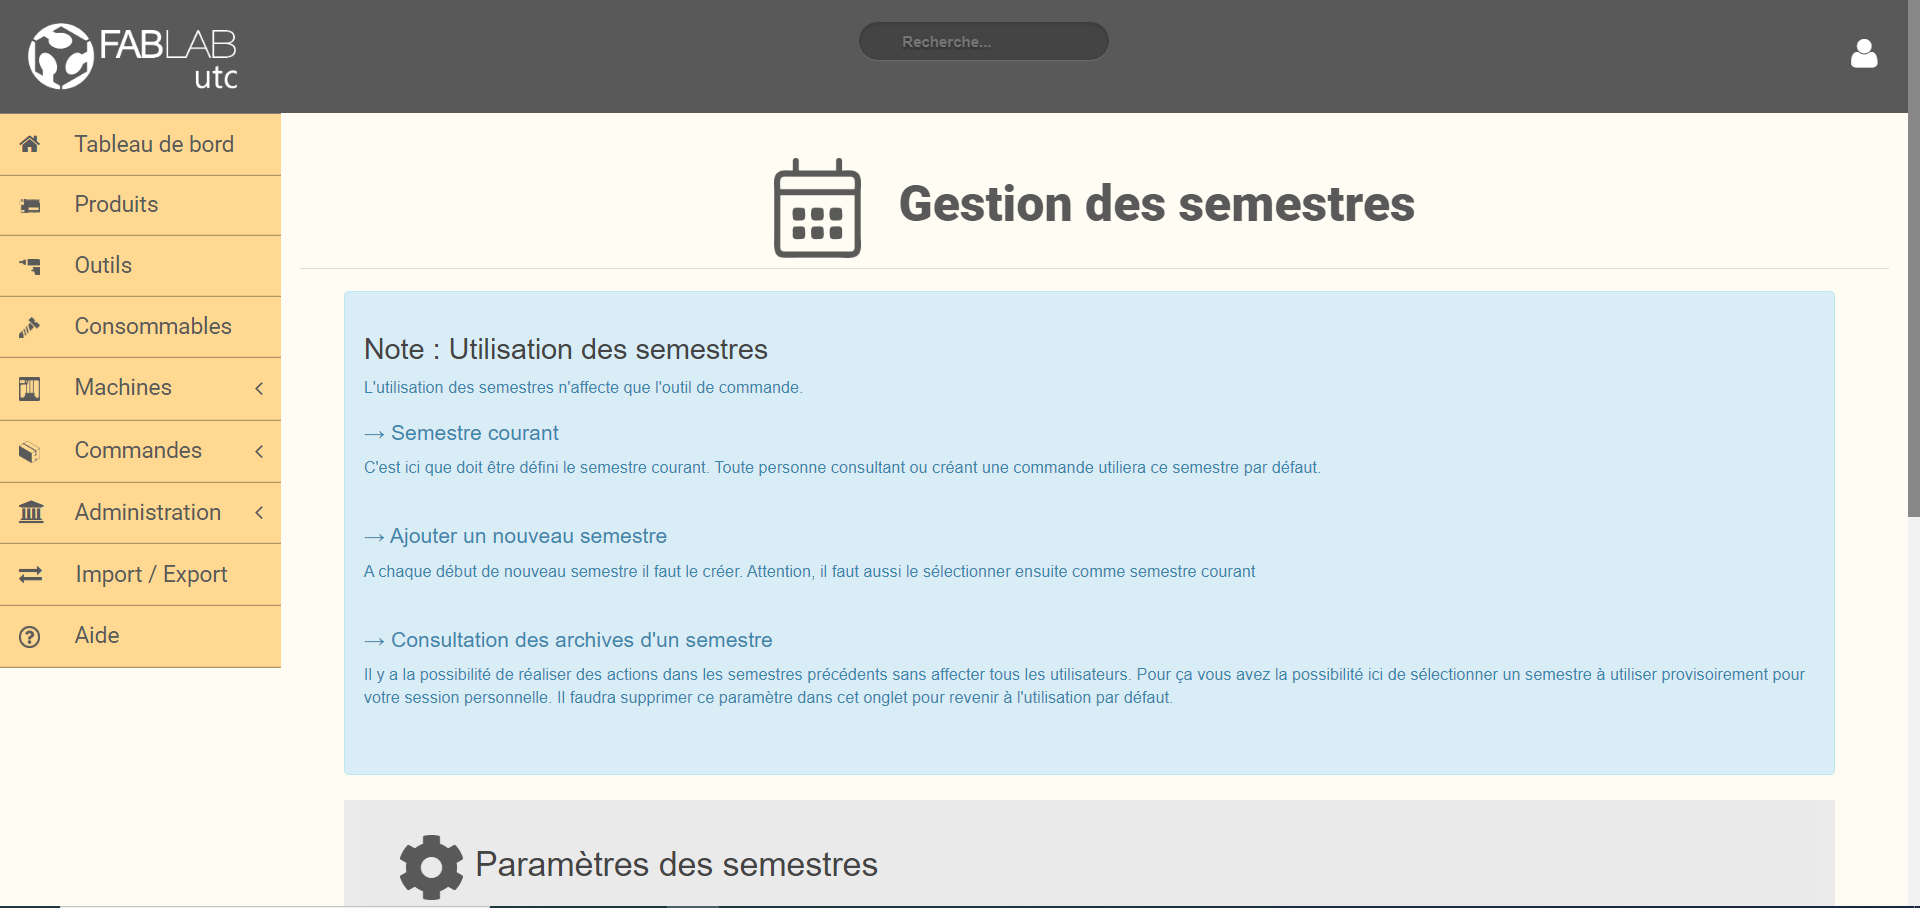 FABLAB
utc
Recherche...
Tableau de bord
Produits
Outils
Consommables
Machines
Commandes
Administration
Import / Export
Aide
Gestion des semestres
Note : Utilisation des semestres
L'utilisation des semestres n'affecte que l'outil de commande.
→ Semestre courant
C'est ici que doit être défini le semestre courant. Toute personne consultant ou créant une commande utiliera ce semestre par défaut.
→ Ajouter un nouveau semestre
A chaque début de nouveau semestre il faut le créer. Attention, il faut aussi le sélectionner ensuite comme semestre courant
→ Consultation des archives d'un semestre
Il y a la possibilité de réaliser des actions dans les semestres précédents sans affecter tous les utilisateurs. Pour ça vous avez la possibilité ici de sélectionner un semestre à utiliser provisoirement pour
votre session personnelle. Il faudra supprimer ce paramètre dans cet onglet pour revenir à l'utilisation par défaut.
Paramètres des semestres